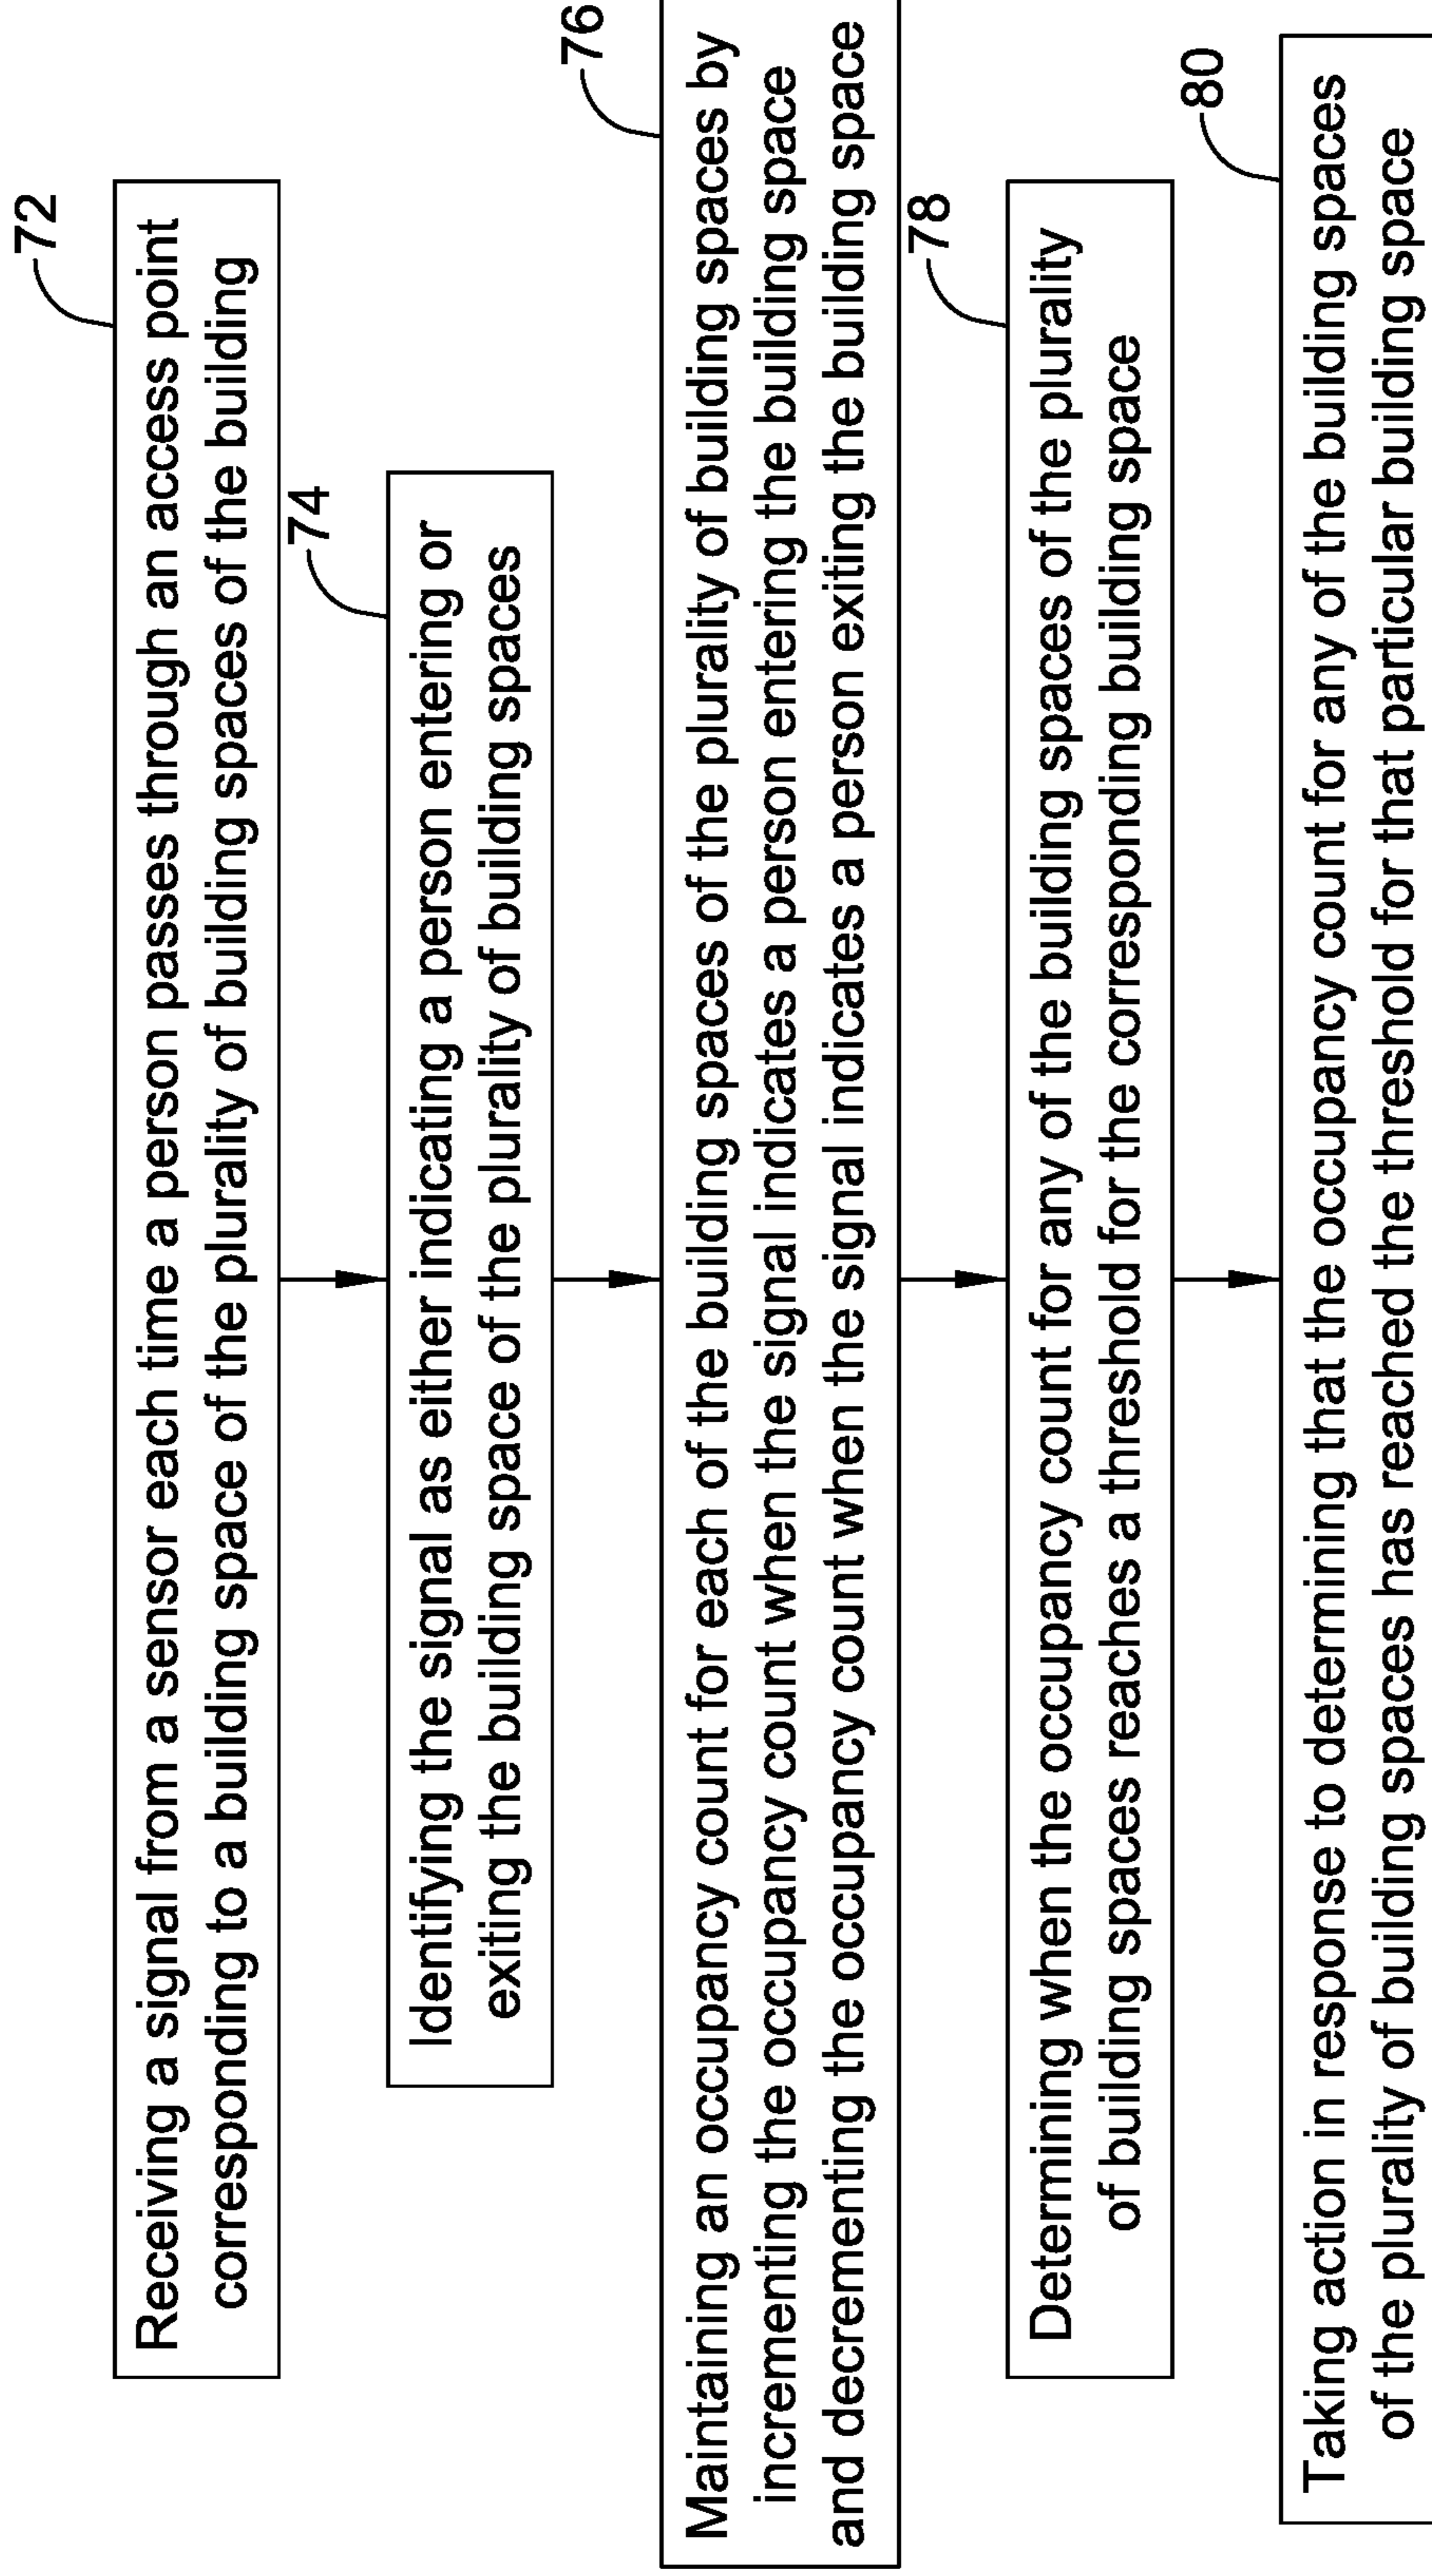 72
Receiving a signal from a sensor each time a person passes through an access point
corresponding to a building space of the plurality of building spaces of the building
74
Identifying the signal as either indicating a person entering or
exiting the building space of the plurality of building spaces
76
Maintaining an occupancy count for each of the building spaces of the plurality of building spaces by
incrementing the occupancy count when the signal indicates a person entering the building space
and decrementing the occupancy count when the signal indicates a person exiting the building space
78
Determining when the occupancy count for any of the building spaces of the plurality
of building spaces reaches a threshold for the corresponding building space
80
Taking action in response to determining that the occupancy count for any of the building spaces
of the plurality of building spaces has reached the threshold for that particular building space